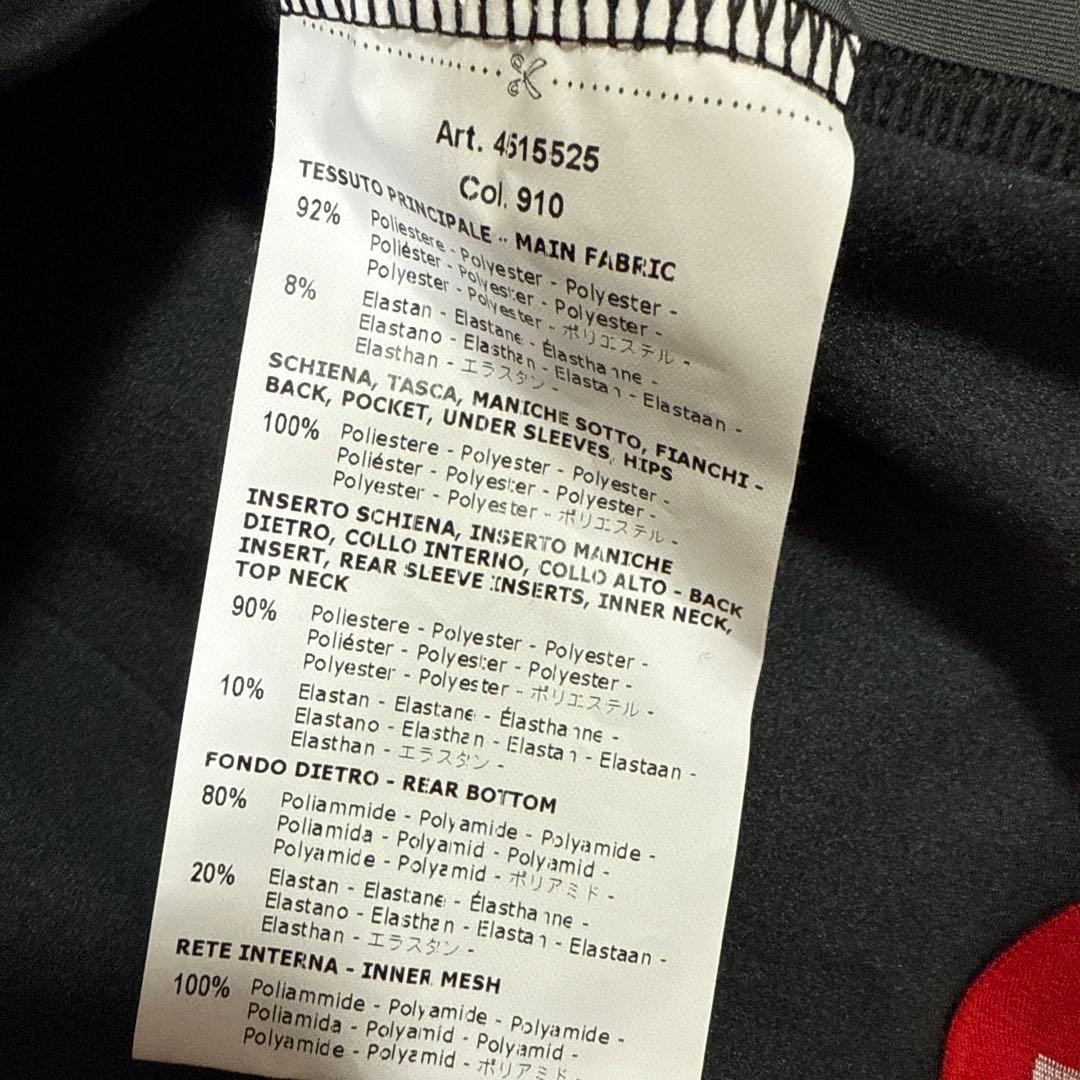 Art. 4515525
Col. 910
TESSUTO PRINCIPALE - MAIN FABRIC
92% Poliestere - Polyester - Polyester -
Poliéster - Polyester - Polyester -
Polyester - Polyester - ポリエステル -
8% Elastan - Elastane - Élasthanne -
Elastano - Elasthan - Elastan - Elastaan -
Elasthan - エラスタン -
SCHIENA, TASCA, MANICHE SOTTO, FIANCHI -
BACK, POCKET, UNDER SLEEVES, HIPS
100% Poliestere - Polyester - Polyester -
Poliéster - Polyester - Polyester -
Polyester - Polyester - ポリエステル -
INSERTO SCHIENA, INSERTO MANICHE
DIETRO, COLLO INTERNO, COLLO ALTO - BACK
INSERT, REAR SLEEVE INSERTS, INNER NECK,
TOP NECK
90% Poliestere - Polyester - Polyester -
Poliéster - Polyester - Polyester -
Polyester - Polyester - ポリエステル -
10% Elastan - Elastane - Élasthanne -
Elastano - Elasthan - Elastan - Elastaan -
Elasthan - エラスタン -
FONDO DIETRO - REAR BOTTOM
80% Poliammide - Polyamide - Polyamide -
Poliamida - Polyamid - Polyamid -
Polyamide - Polyamid - ポリアミド -
20% Elastan - Elastane - Élasthanne -
Elastano - Elasthan - Elastan - Elastaan -
Elasthan - エラスタン -
RETE INTERNA - INNER MESH
100% Poliammide - Polyamide - Polyamide -
Poliamida - Polyamid - Polyamid -
Polyamide - Polyamid - ポリアミド -